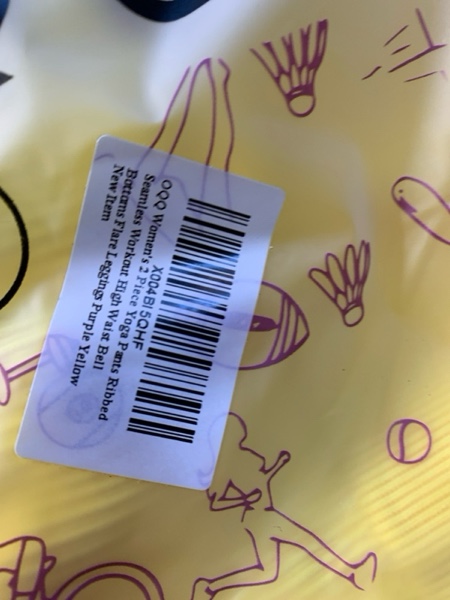 X004BI5QHF
OQQ Women's 2 Piece Yoga Pants Ribbed
Seamless Workout High Waist Bell
Bottoms Flare Leggings Purple Yellow
New Item